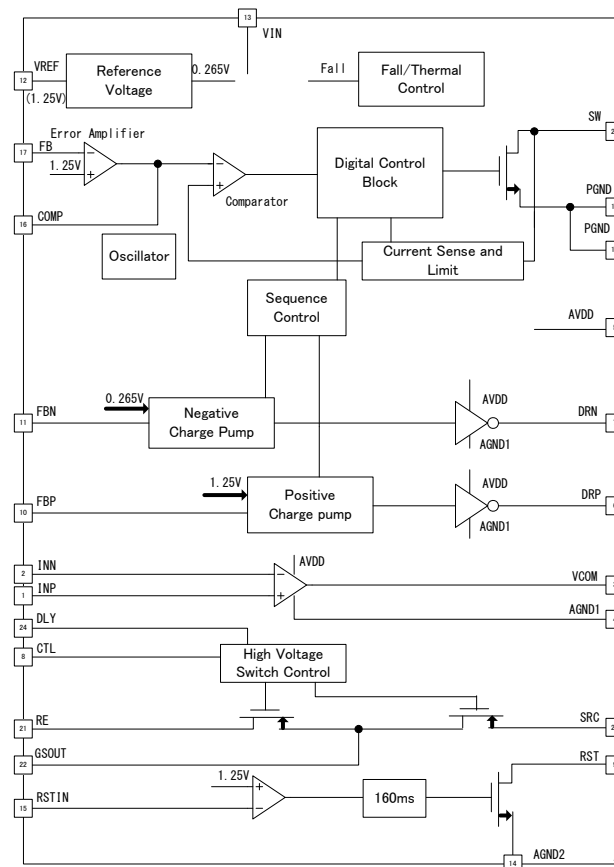 13
VIN
VREF
12
(1.25V)
Reference
Voltage
0.265V
Fall
Fall/Thermal
Control
SW
FB
17
Error Amplifier
1.25V
−
+
−
+
Comparator
Digital Control
Block
PGND
PGND
COMP
16
Oscillator
Current Sense and
Limit
Sequence
Control
AVDD
0.265V
FBN
11
Negative
Charge Pump
AVDD
AGND1
DRN
1.25V
FBP
10
Positive
Charge pump
AVDD
AGND1
DRP
INN
2
INP
1
AVDD
−
+
VCOM
AGND1
DLY
24
CTL
8
High Voltage
Switch Control
RE
21
SRC
GSOUT
22
1.25V
RSTIN
15
+
−
160ms
RST
14
AGND2